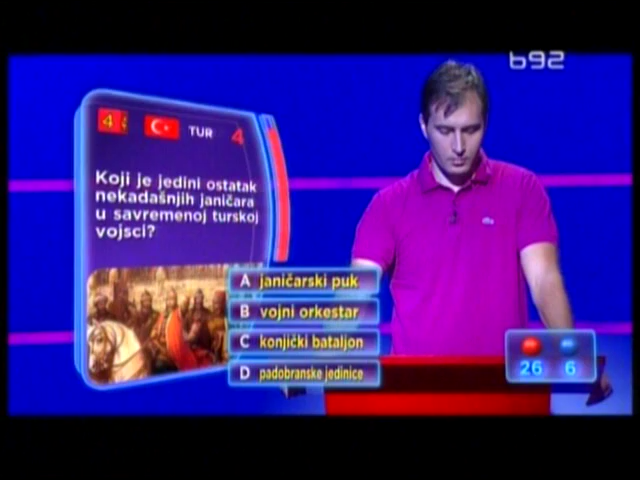 b92
4
TUR
4
Koji je jedini ostatak
nekadašnjih janičara
u savremenoj turskoj
vojsci?
A janičarski puk
B vojni orkestar
C konjički bataljon
D padobranske jedinice
26 6